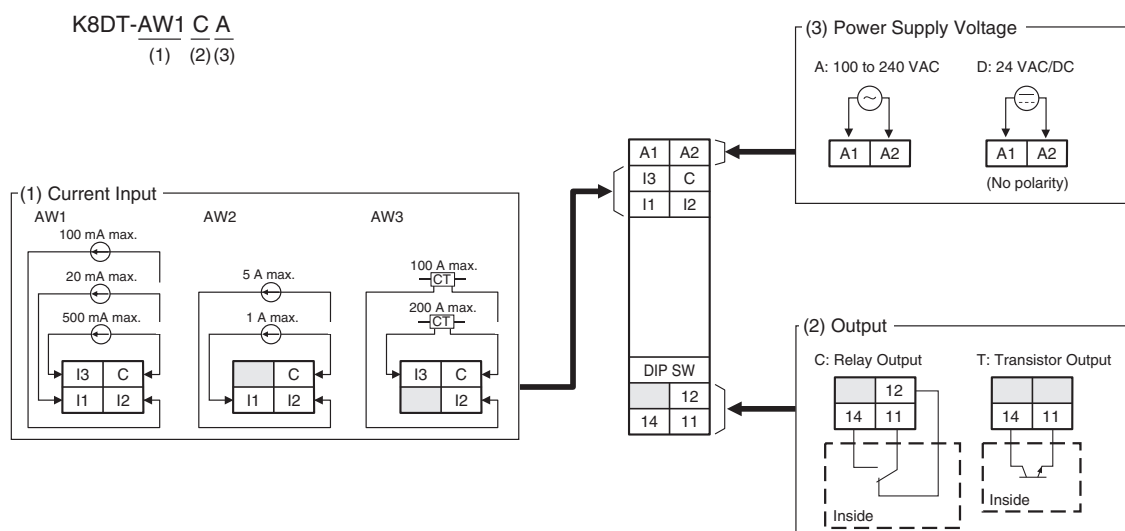 K8DT-AW1 C A
(1) (2) (3)
(3) Power Supply Voltage
A: 100 to 240 VAC
D: 24 VAC/DC
A1 A2
A1 A2
(No polarity)
A1 A2
I3 C
I1 I2
DIP SW
12
14 11
(1) Current Input
AW1
100 mA max.
20 mA max.
500 mA max.
I3 C
I1 I2
AW2
5 A max.
1 A max.
C
I1 I2
AW3
100 A max.
CT
200 A max.
CT
I3 C
I2
(2) Output
C: Relay Output
12
14 11
Inside
T: Transistor Output
14 11
Inside